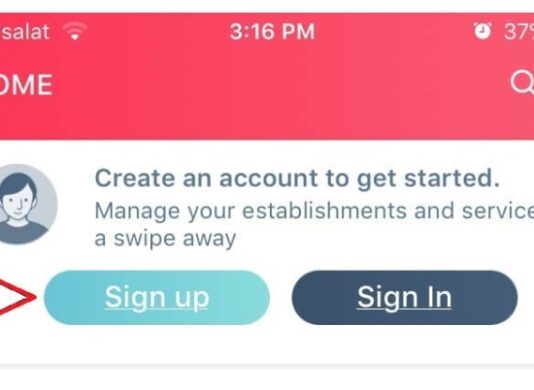 salat 3:16 PM 37%
OME
Create an account to get started.
Manage your establishments and service
a swipe away
Sign up Sign In